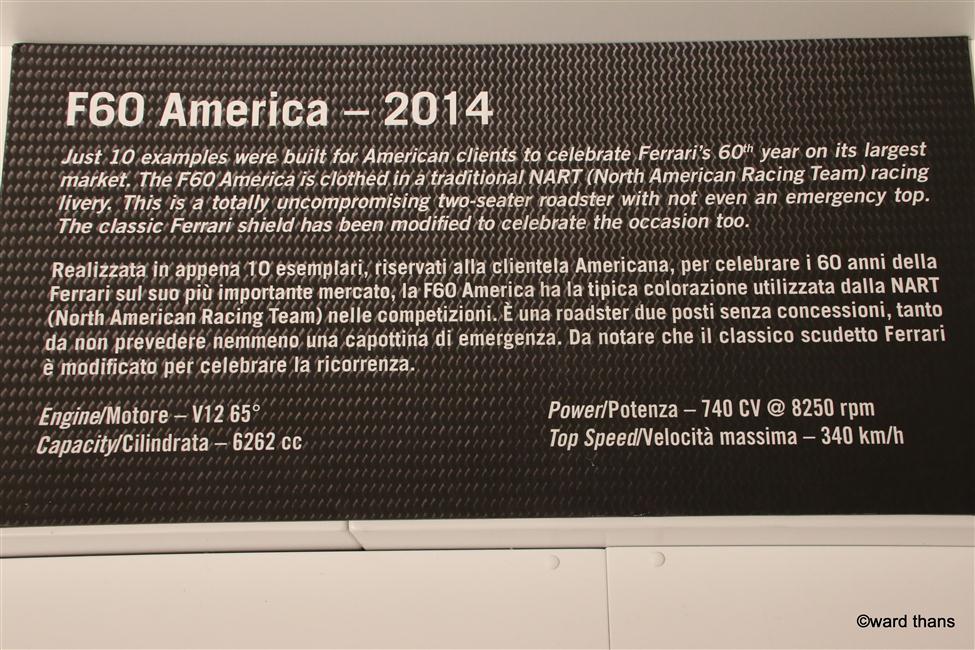 F60 America – 2014
Just 10 examples were built for American clients to celebrate Ferrari's 60th year on its largest
market. The F60 America is clothed in a traditional NART (North American Racing Team) racing
livery. This is a totally uncompromising two-seater roadster with not even an emergency top.
The classic Ferrari shield has been modified to celebrate the occasion too.
Realizzata in appena 10 esemplari, riservati alla clientela Americana, per celebrare i 60 anni della
Ferrari sul suo più importante mercato, la F60 America ha la tipica colorazione utilizzata dalla NART
(North American Racing Team) nelle competizioni. È una roadster due posti senza concessioni, tanto
da non prevedere nemmeno una capottina di emergenza. Da notare che il classico scudetto Ferrari
è modificato per celebrare la ricorrenza.
Engine/Motore – V12 65°
Capacity/Cilindrata – 6262 cc
Power/Potenza – 740 CV @ 8250 rpm
Top Speed/Velocità massima – 340 km/h
©ward thans